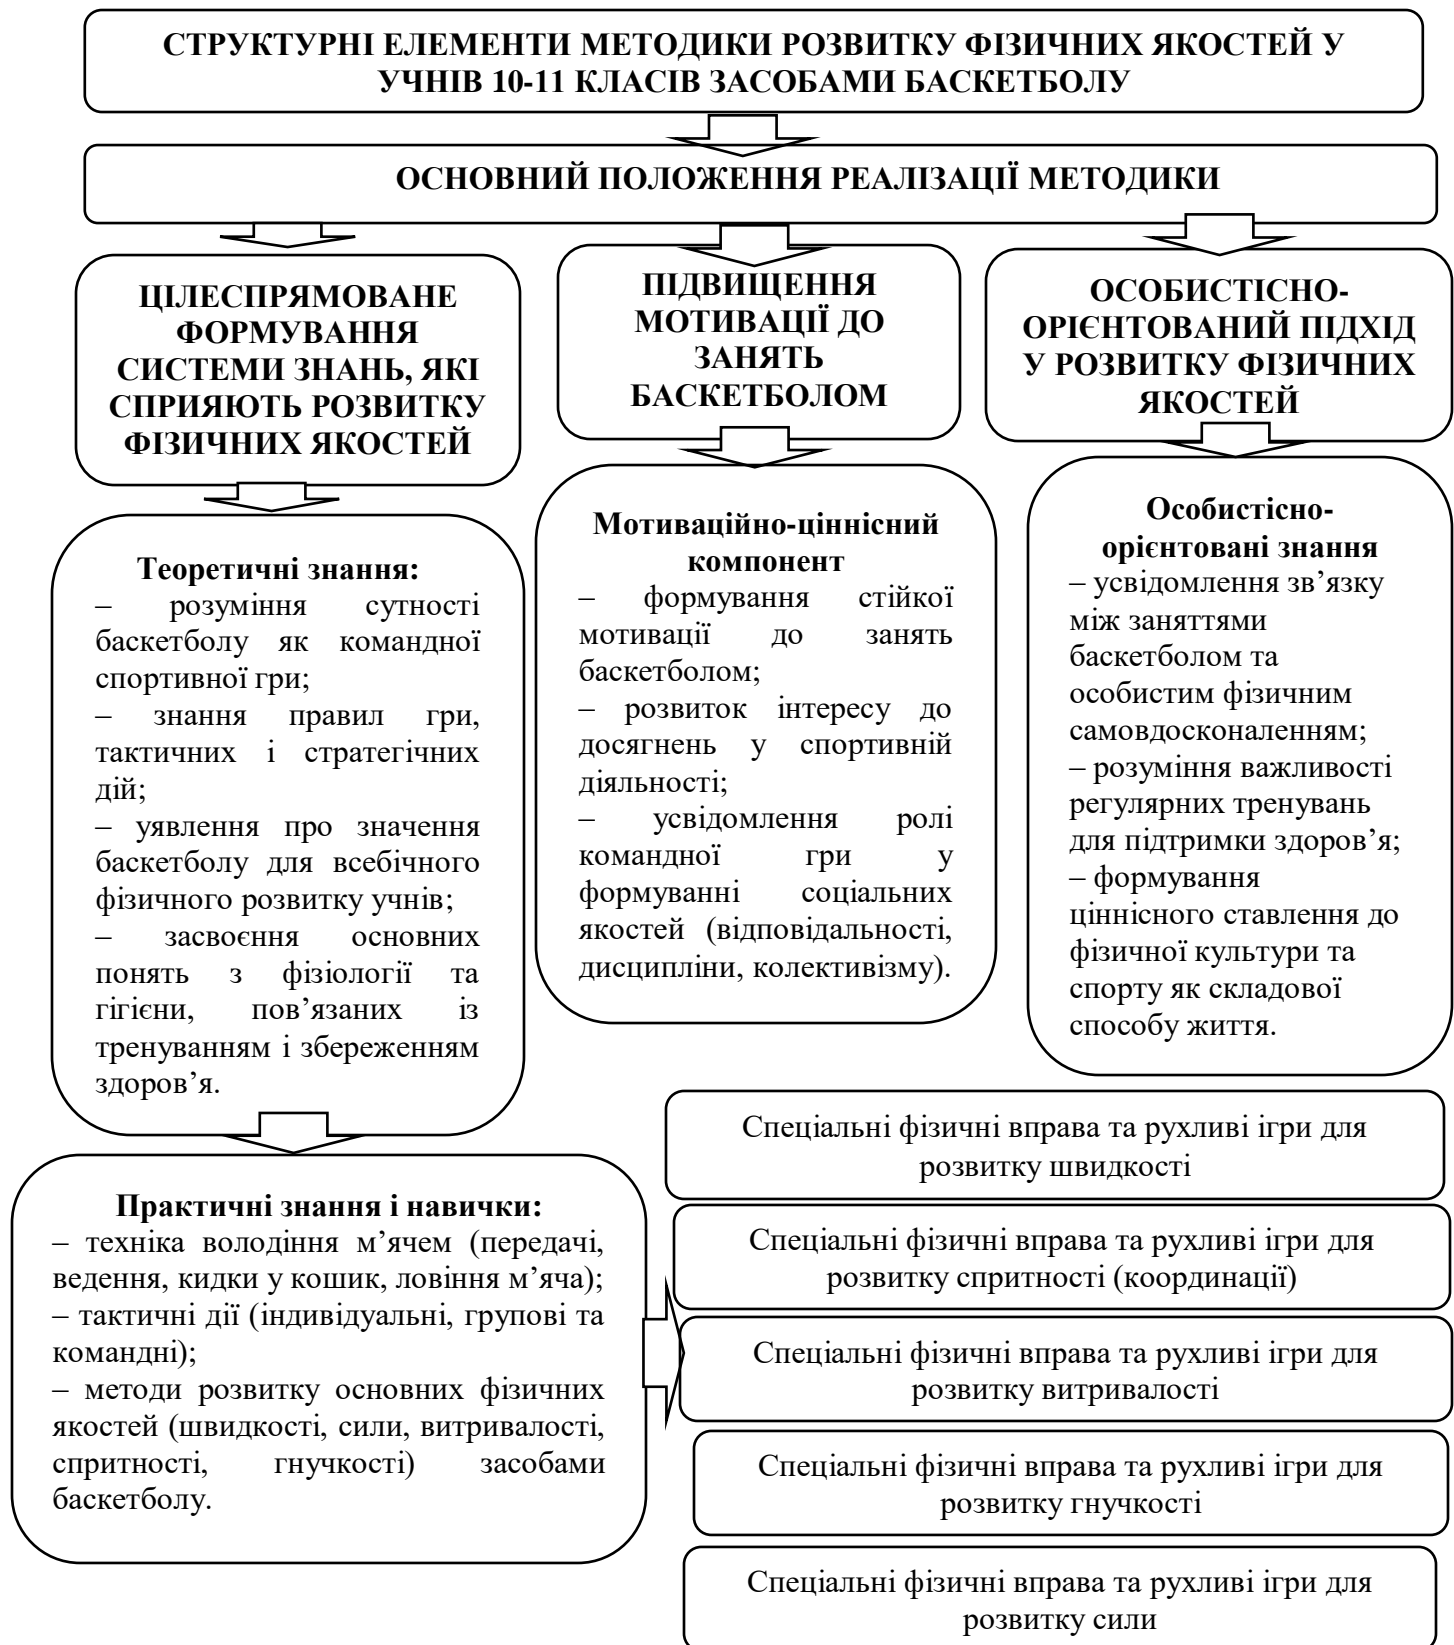 СТРУКТУРНІ ЕЛЕМЕНТИ МЕТОДИКИ РОЗВИТКУ ФІЗИЧНИХ ЯКОСТЕЙ У
УЧНІВ 10-11 КЛАСІВ ЗАСОБАМИ БАСКЕТБОЛУ
ОСНОВНИЙ ПОЛОЖЕННЯ РЕАЛІЗАЦІЇ МЕТОДИКИ
ЦІЛЕСПРЯМОВАНЕ
ФОРМУВАННЯ
СИСТЕМИ ЗНАНЬ, ЯКІ
СПРИЯЮТЬ РОЗВИТКУ
ФІЗИЧНИХ ЯКОСТЕЙ
ПІДВИЩЕННЯ
МОТИВАЦІЇ ДО
ЗАНЯТЬ
БАСКЕТБОЛОМ
ОСОБИСТІСНО-
ОРІЄНТОВАНИЙ ПІДХІД
У РОЗВИТКУ ФІЗИЧНИХ
ЯКОСТЕЙ
Теоретичні знання:
– розуміння сутності
баскетболу як командної
спортивної гри;
– знання правил гри,
тактичних і стратегічних
дій;
– уявлення про значення
баскетболу для всебічного
фізичного розвитку учнів;
– засвоєння основних
понять з фізіології та
гігієни, пов’язаних із
тренуванням і збереженням
здоров’я.
Мотиваційно-ціннісний
компонент
– формування стійкої
мотивації до занять
баскетболом;
– розвиток інтересу до
досягнень у спортивній
діяльності;
– усвідомлення ролі
командної гри у
формуванні соціальних
якостей (відповідальності,
дисципліни, колективізму).
Особистісно-
орієнтовані знання
– усвідомлення зв’язку
між заняттями
баскетболом та
особистим фізичним
самовдосконаленням;
– розуміння важливості
регулярних тренувань
для підтримки здоров’я;
– формування
ціннісного ставлення до
фізичної культури та
спорту як складової
способу життя.
Практичні знання і навички:
– техніка володіння м’ячем (передачі,
ведення, кидки у кошик, ловіння м’яча);
– тактичні дії (індивідуальні, групові та
командні);
– методи розвитку основних фізичних
якостей (швидкості, сили, витривалості,
спритності, гнучкості) засобами
баскетболу.
Спеціальні фізичні вправа та рухливі ігри для
розвитку швидкості
Спеціальні фізичні вправа та рухливі ігри для
розвитку спритності (координації)
Спеціальні фізичні вправа та рухливі ігри для
розвитку витривалості
Спеціальні фізичні вправа та рухливі ігри для
розвитку гнучкості
Спеціальні фізичні вправа та рухливі ігри для
розвитку сили